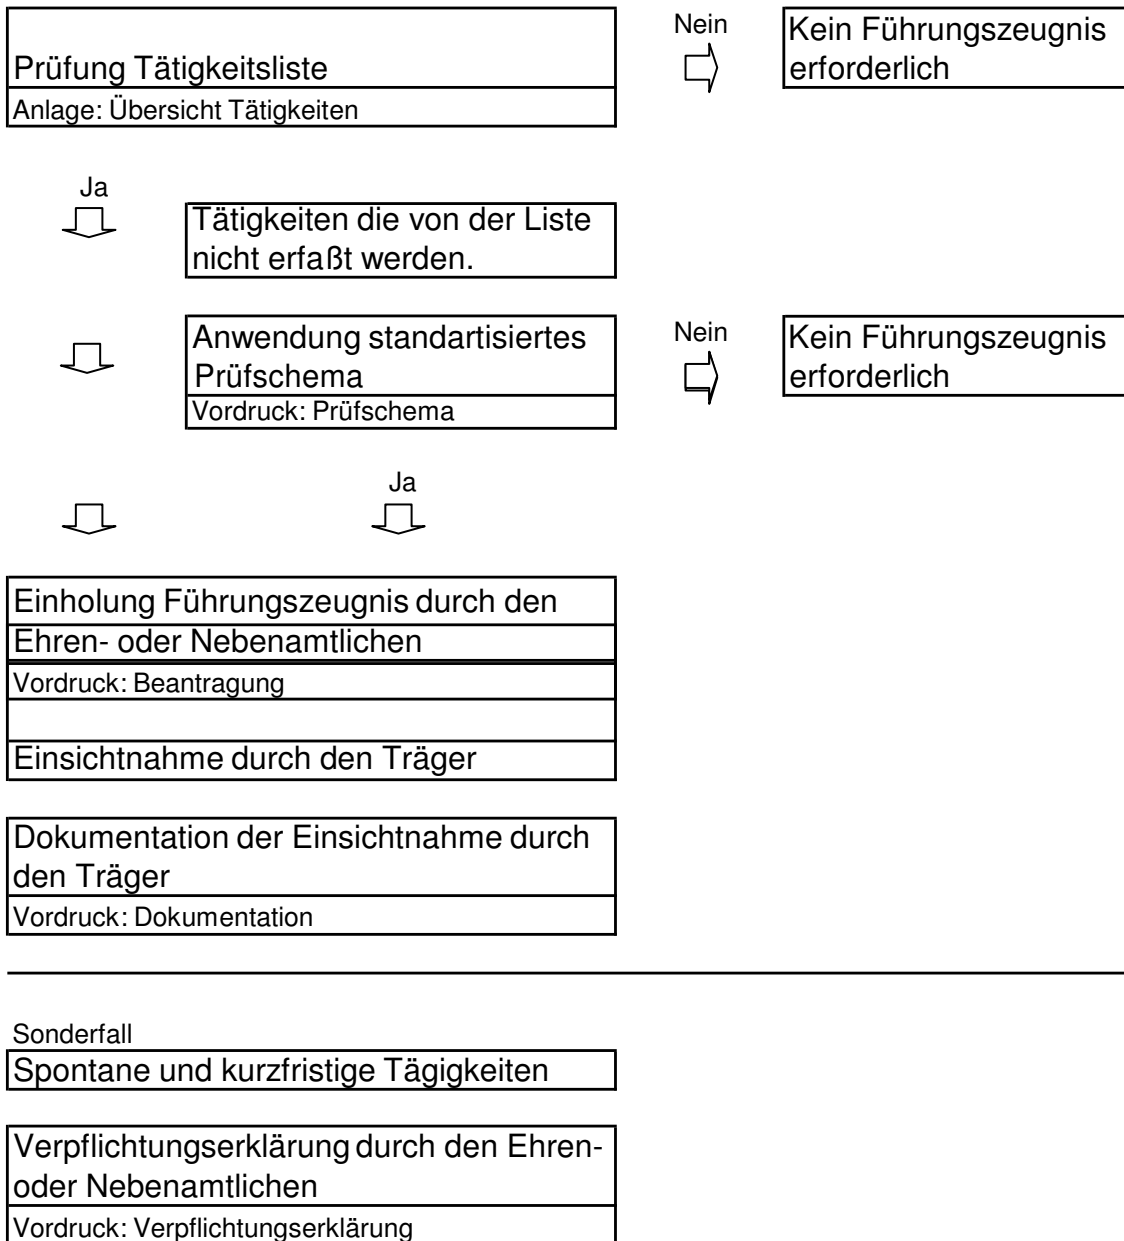 Prüfung Tätigkeitsliste
Anlage: Übersicht Tätigkeiten
Nein
Kein Führungszeugnis
erforderlich
Ja
Tätigkeiten die von der Liste
nicht erfaßt werden.
Anwendung standartisiertes
Prüfschema
Vordruck: Prüfschema
Nein
Kein Führungszeugnis
erforderlich
Ja
Einholung Führungszeugnis durch den
Ehren- oder Nebenamtlichen
Vordruck: Beantragung
Einsichtnahme durch den Träger
Dokumentation der Einsichtnahme durch
den Träger
Vordruck: Dokumentation
Sonderfall
Spontane und kurzfristige Tägigkeiten
Verpflichtungserklärung durch den Ehren-
oder Nebenamtlichen
Vordruck: Verpflichtungserklärung